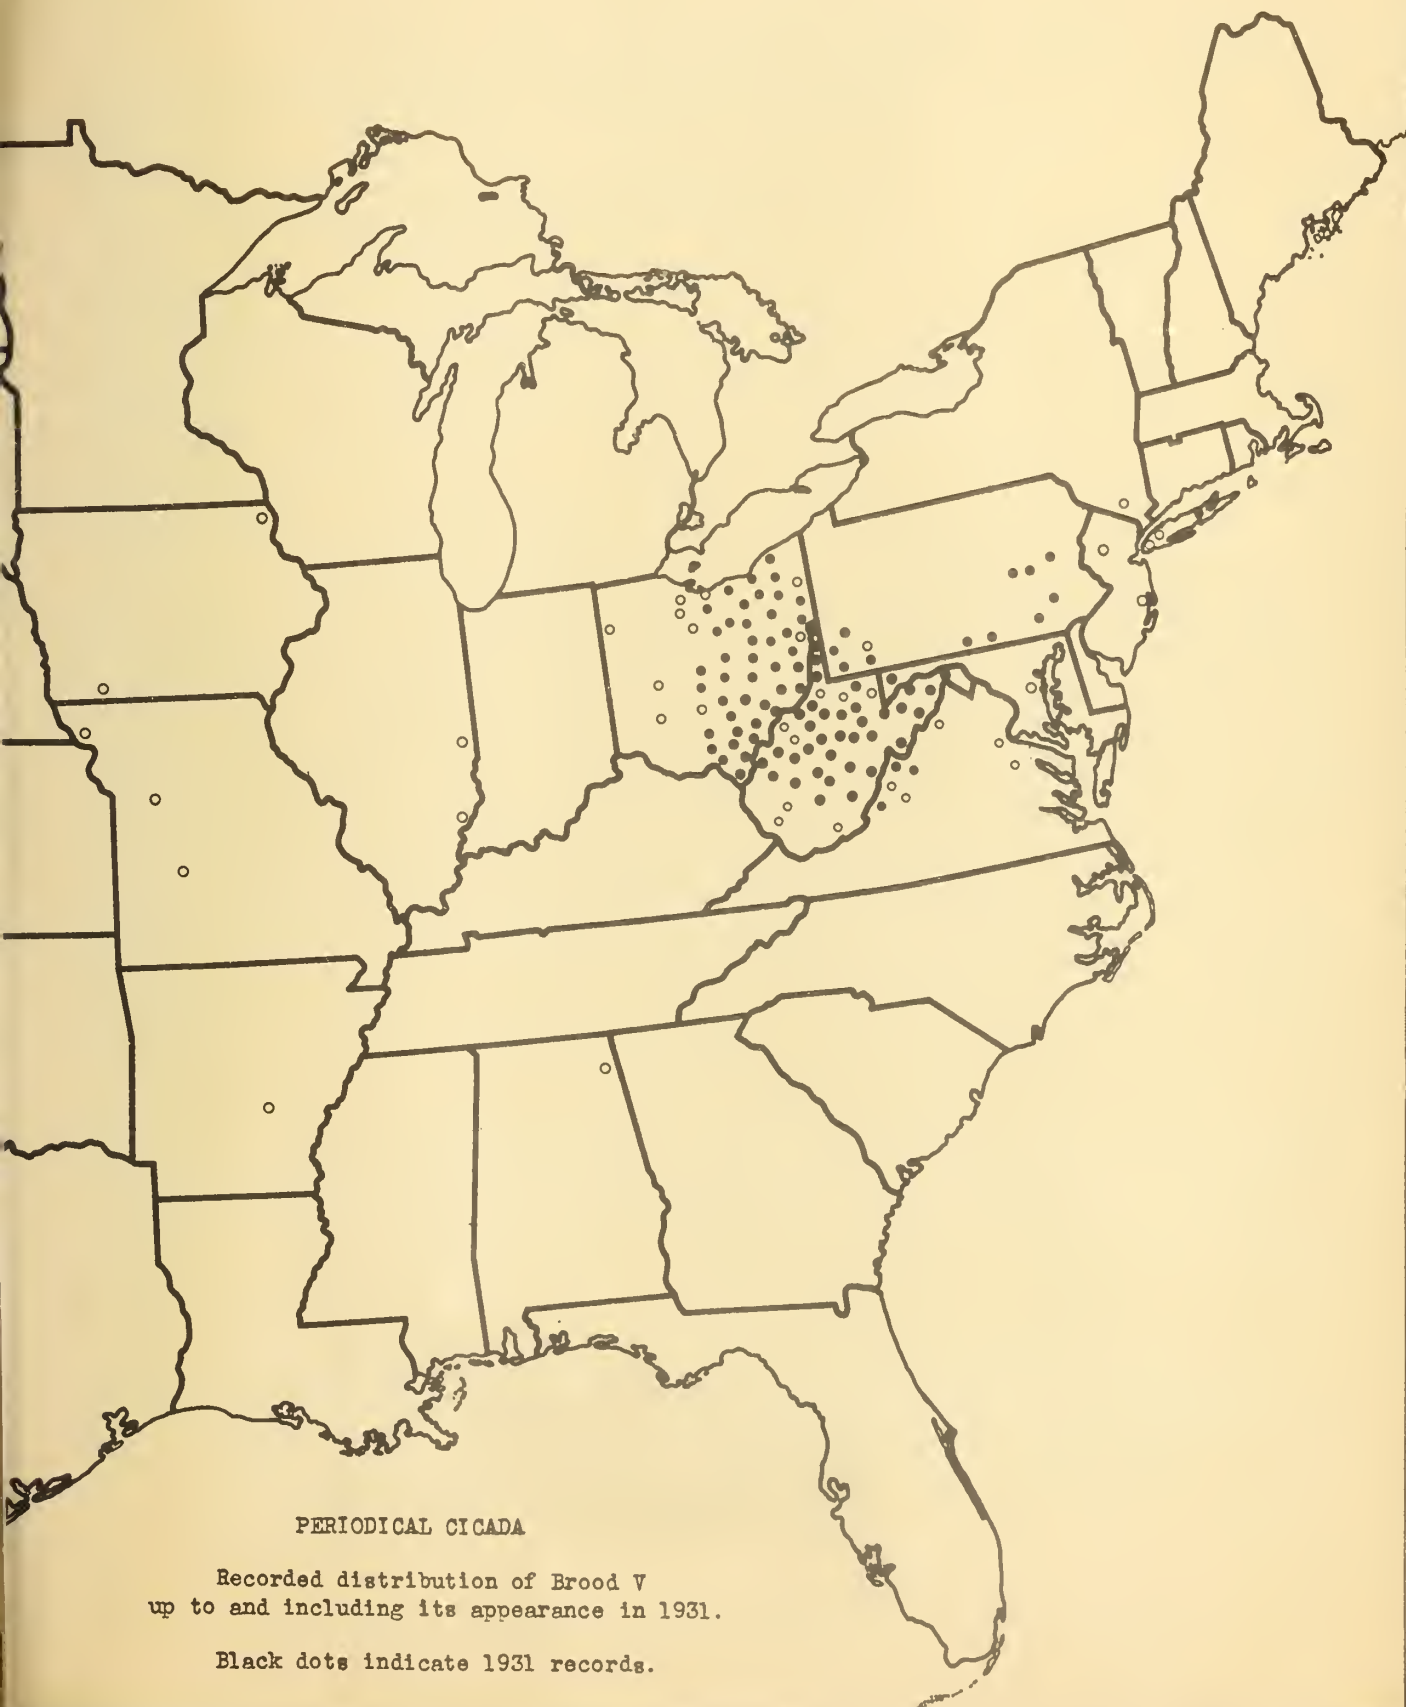 PERIODICAL CICADA
Recorded distribution of Brood V
up to and including its appearance in 1931.
Black dots indicate 1931 records.